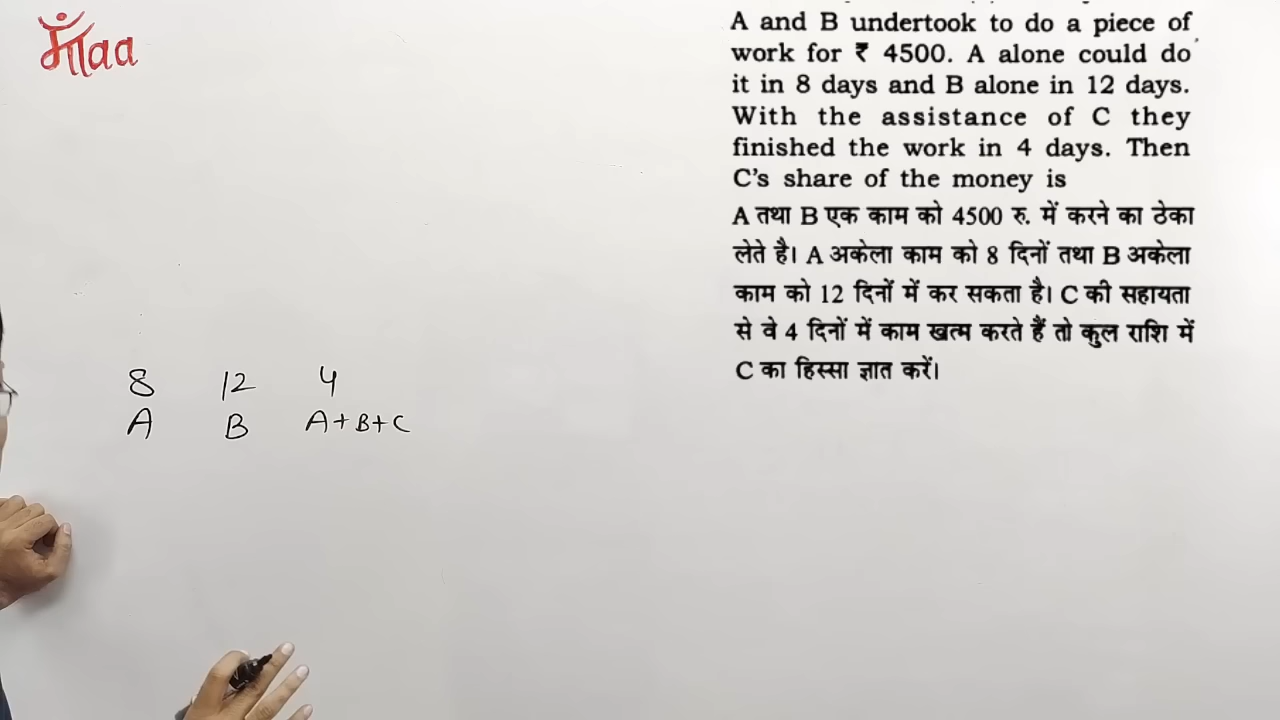 माँaa
A and B undertook to do a piece of
work for ₹ 4500. A alone could do
it in 8 days and B alone in 12 days.
With the assistance of C they
finished the work in 4 days. Then
C's share of the money is
A तथा B एक काम को 4500 रु. में करने का ठेका
लेते है। A अकेला काम को 8 दिनों तथा B अकेला
काम को 12 दिनों में कर सकता है। C की सहायता
से वे 4 दिनों में काम खत्म करते हैं तो कुल राशि में
C का हिस्सा ज्ञात करें।
8 12 4
A B A+B+C